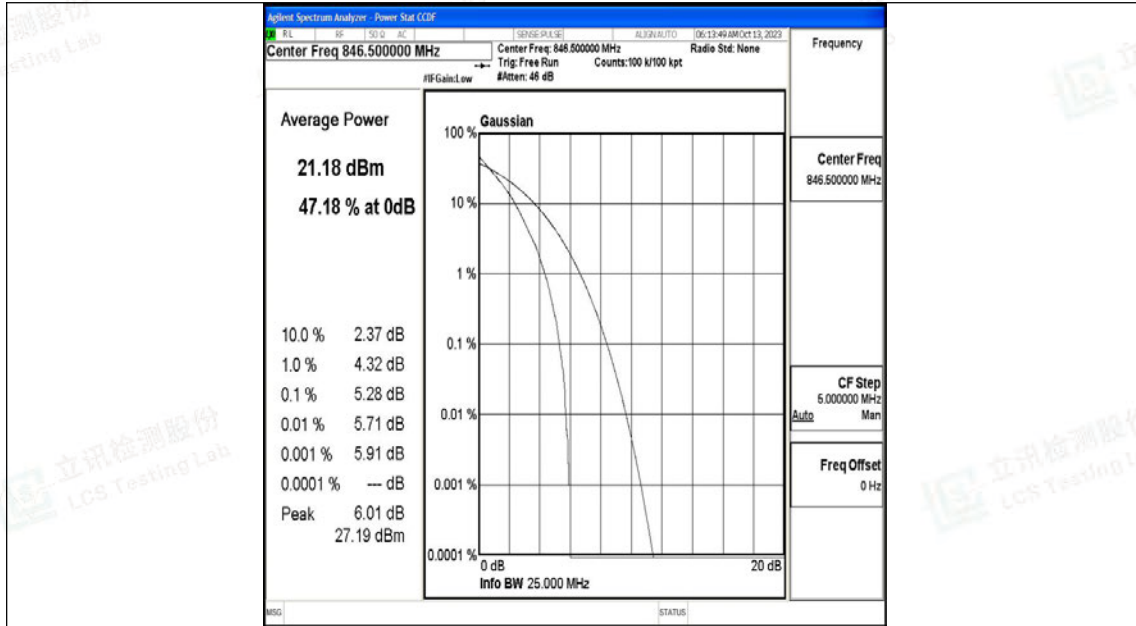 Agilent Spectrum Analyzer - Power Stat CCDF
RL RF 50 Ω AC SENSE:PULSE ALIGNAUTO 06:13:49 AM Oct 13, 2023
Center Freq 846.500000 MHz
Center Freq: 846.500000 MHz Radio Std: None
Trig: Free Run Counts:100 k/100 kpt
#IFGain:Low #Atten: 46 dB
Frequency
Average Power
21.18 dBm
47.18 % at 0dB
10.0 % 2.37 dB
1.0 % 4.32 dB
0.1 % 5.28 dB
0.01 % 5.71 dB
0.001 % 5.91 dB
0.0001 % --- dB
Peak 6.01 dB
27.19 dBm
Gaussian
100 %
10 %
1 %
0.1 %
0.01 %
0.001 %
0.0001 %
0 dB 20 dB
Info BW 25.000 MHz
Center Freq
846.500000 MHz
CF Step
5.000000 MHz
Auto Man
Freq Offset
0 Hz
MSG STATUS
立讯检测股份
LCS Testing Lab
立讯检测股份